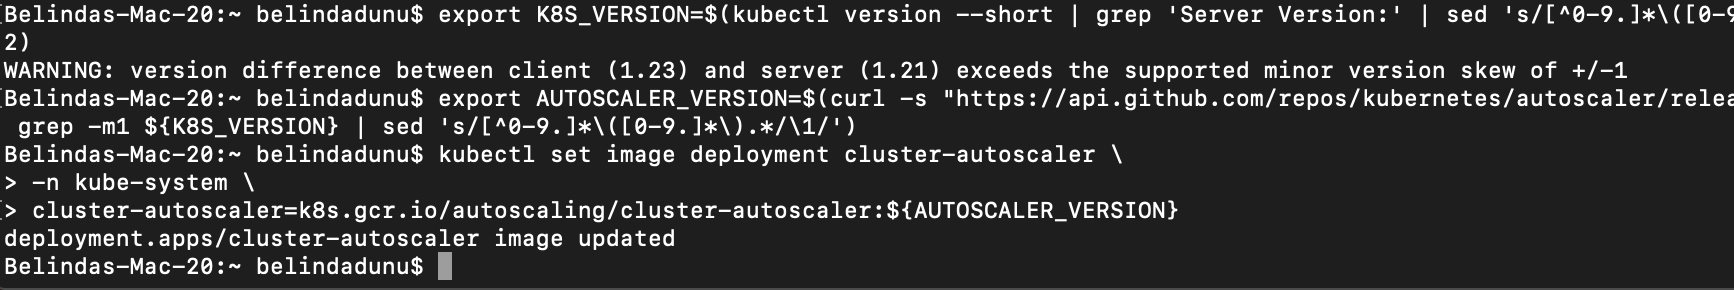 [Belindas-Mac-20:~ belindadunu$ export K8S_VERSION=$(kubectl version --short | grep 'Server Version:' | sed 's/[^0-9.]*\([0-9
2)
WARNING: version difference between client (1.23) and server (1.21) exceeds the supported minor version skew of +/-1
[Belindas-Mac-20:~ belindadunu$ export AUTOSCALER_VERSION=$(curl -s "https://api.github.com/repos/kubernetes/autoscaler/relea
 grep -m1 ${K8S_VERSION} | sed 's/[^0-9.]*\([0-9.]*\).*/\1/')
Belindas-Mac-20:~ belindadunu$ kubectl set image deployment cluster-autoscaler \
> -n kube-system \
[> cluster-autoscaler=k8s.gcr.io/autoscaling/cluster-autoscaler:${AUTOSCALER_VERSION}
deployment.apps/cluster-autoscaler image updated
Belindas-Mac-20:~ belindadunu$